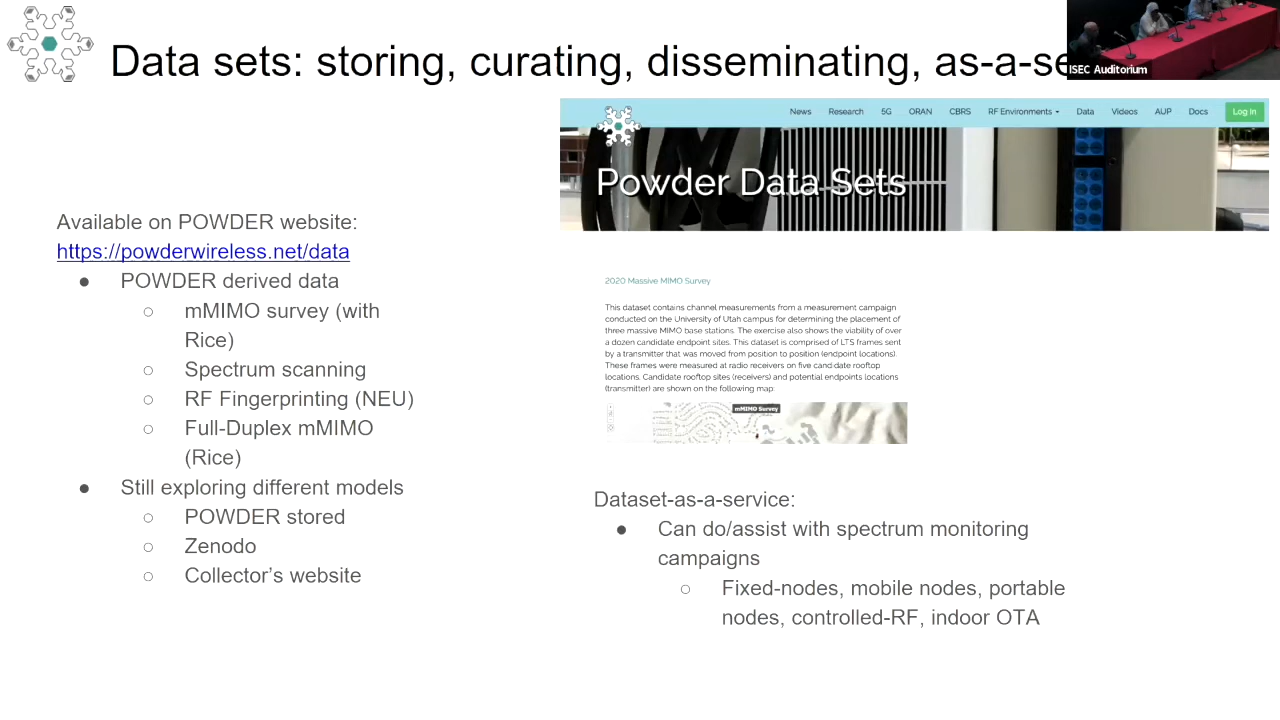 Data sets: storing, curating, disseminating, as-a-se
ISEC Auditorium
Available on POWDER website:
https://powderwireless.net/data
● POWDER derived data
○ mMIMO survey (with
Rice)
○ Spectrum scanning
○ RF Fingerprinting (NEU)
○ Full-Duplex mMIMO
(Rice)
● Still exploring different models
○ POWDER stored
○ Zenodo
○ Collector's website
News Research 5G ORAN CBRS RF Environments Data Videos AUP Docs Log In
Powder Data Sets
2020 Massive MIMO Survey
This dataset contains channel measurements from a measurement campaign
conducted on the University of Utah campus for determining the placement of
three massive MIMO base stations. The exercise also shows the viability of over
a dozen candidate endpoint sites. This dataset is comprised of LTS frames sent
by a transmitter that was moved from position to position (endpoint locations).
These frames were measured at radio receivers on five candidate rooftop
locations. Candidate rooftop sites (receivers) and potential endpoints locations
(transmitter) are shown on the following map:
mMIMO Survey
Dataset-as-a-service:
● Can do/assist with spectrum monitoring
campaigns
○ Fixed-nodes, mobile nodes, portable
nodes, controlled-RF, indoor OTA